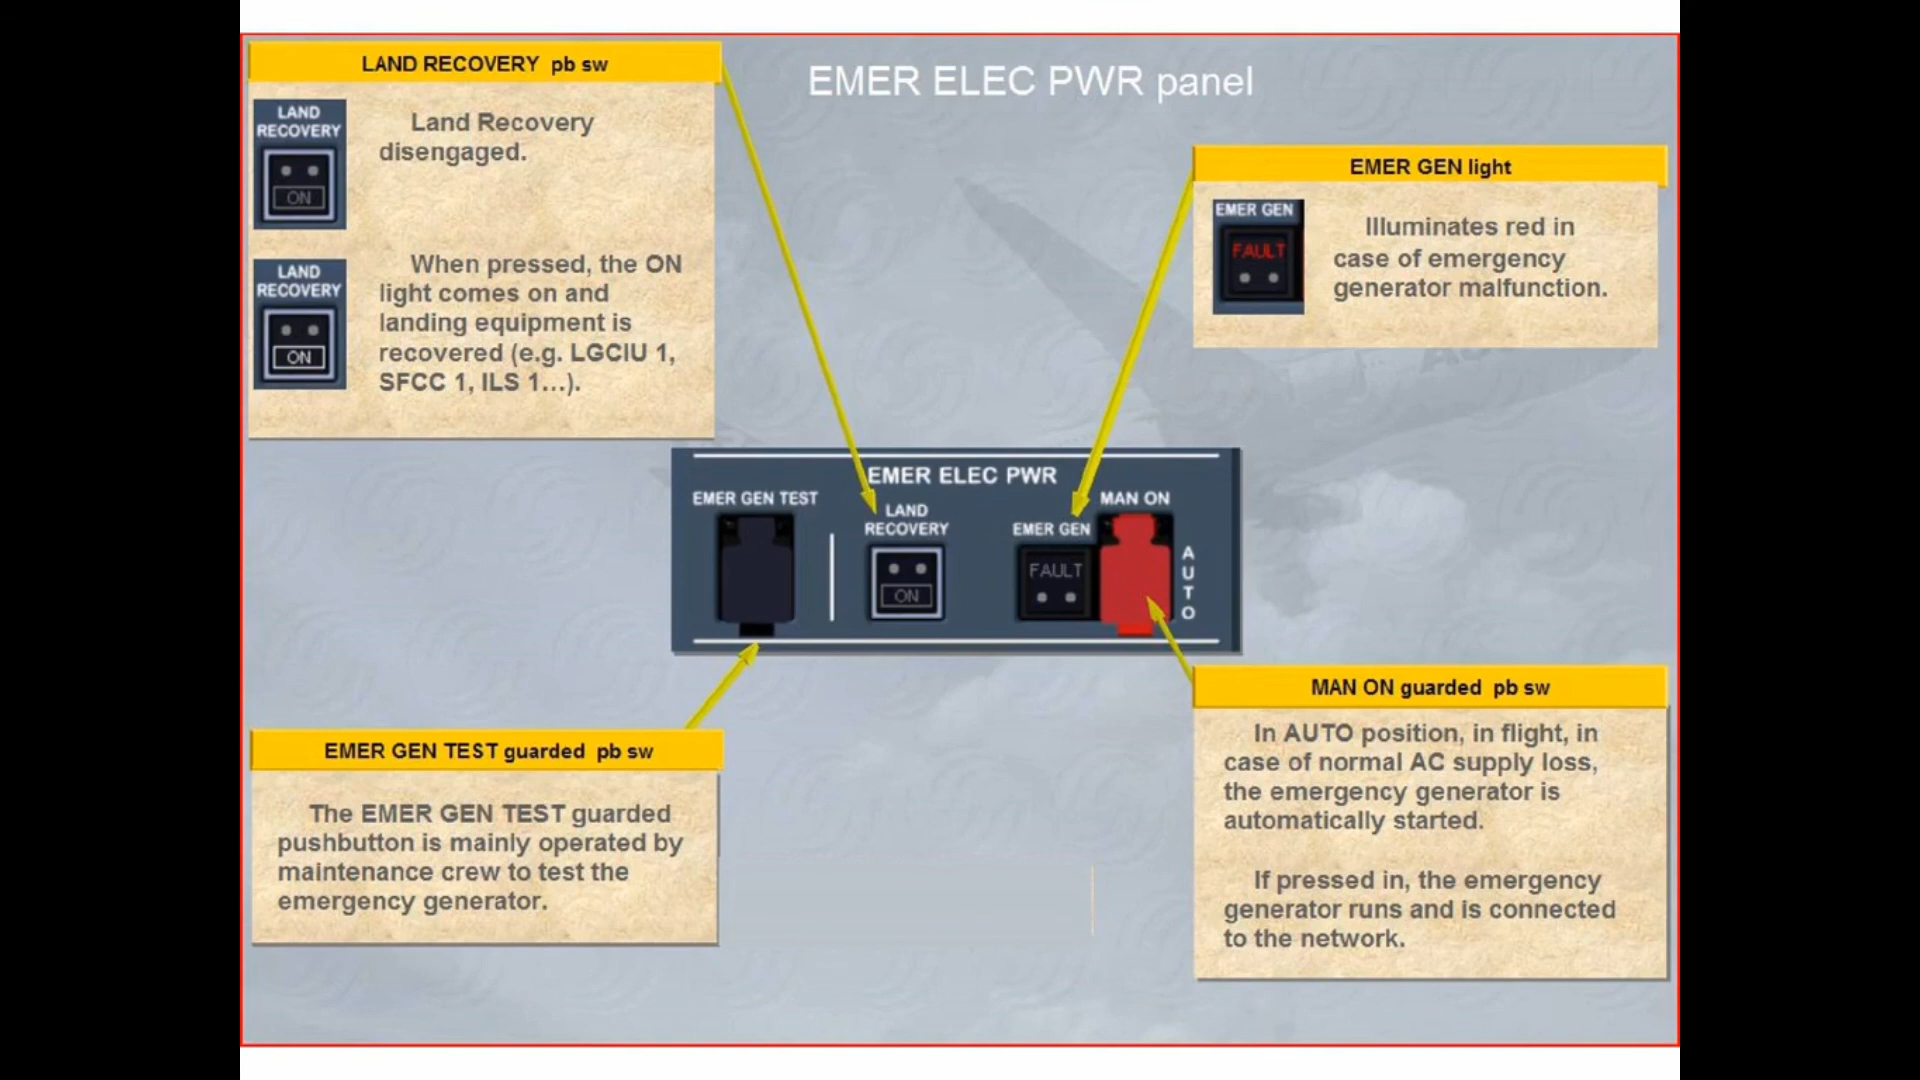 EMER ELEC PWR panel
LAND RECOVERY pb sw
LAND
RECOVERY
ON
Land Recovery
disengaged.
LAND
RECOVERY
ON
When pressed, the ON
light comes on and
landing equipment is
recovered (e.g. LGCIU 1,
SFCC 1, ILS 1...).
EMER GEN light
EMER GEN
FAULT
Illuminates red in
case of emergency
generator malfunction.
EMER ELEC PWR
EMER GEN TEST
LAND
RECOVERY
ON
EMER GEN
FAULT
MAN ON
A
U
T
O
EMER GEN TEST guarded pb sw
The EMER GEN TEST guarded
pushbutton is mainly operated by
maintenance crew to test the
emergency generator.
MAN ON guarded pb sw
In AUTO position, in flight, in
case of normal AC supply loss,
the emergency generator is
automatically started.
If pressed in, the emergency
generator runs and is connected
to the network.